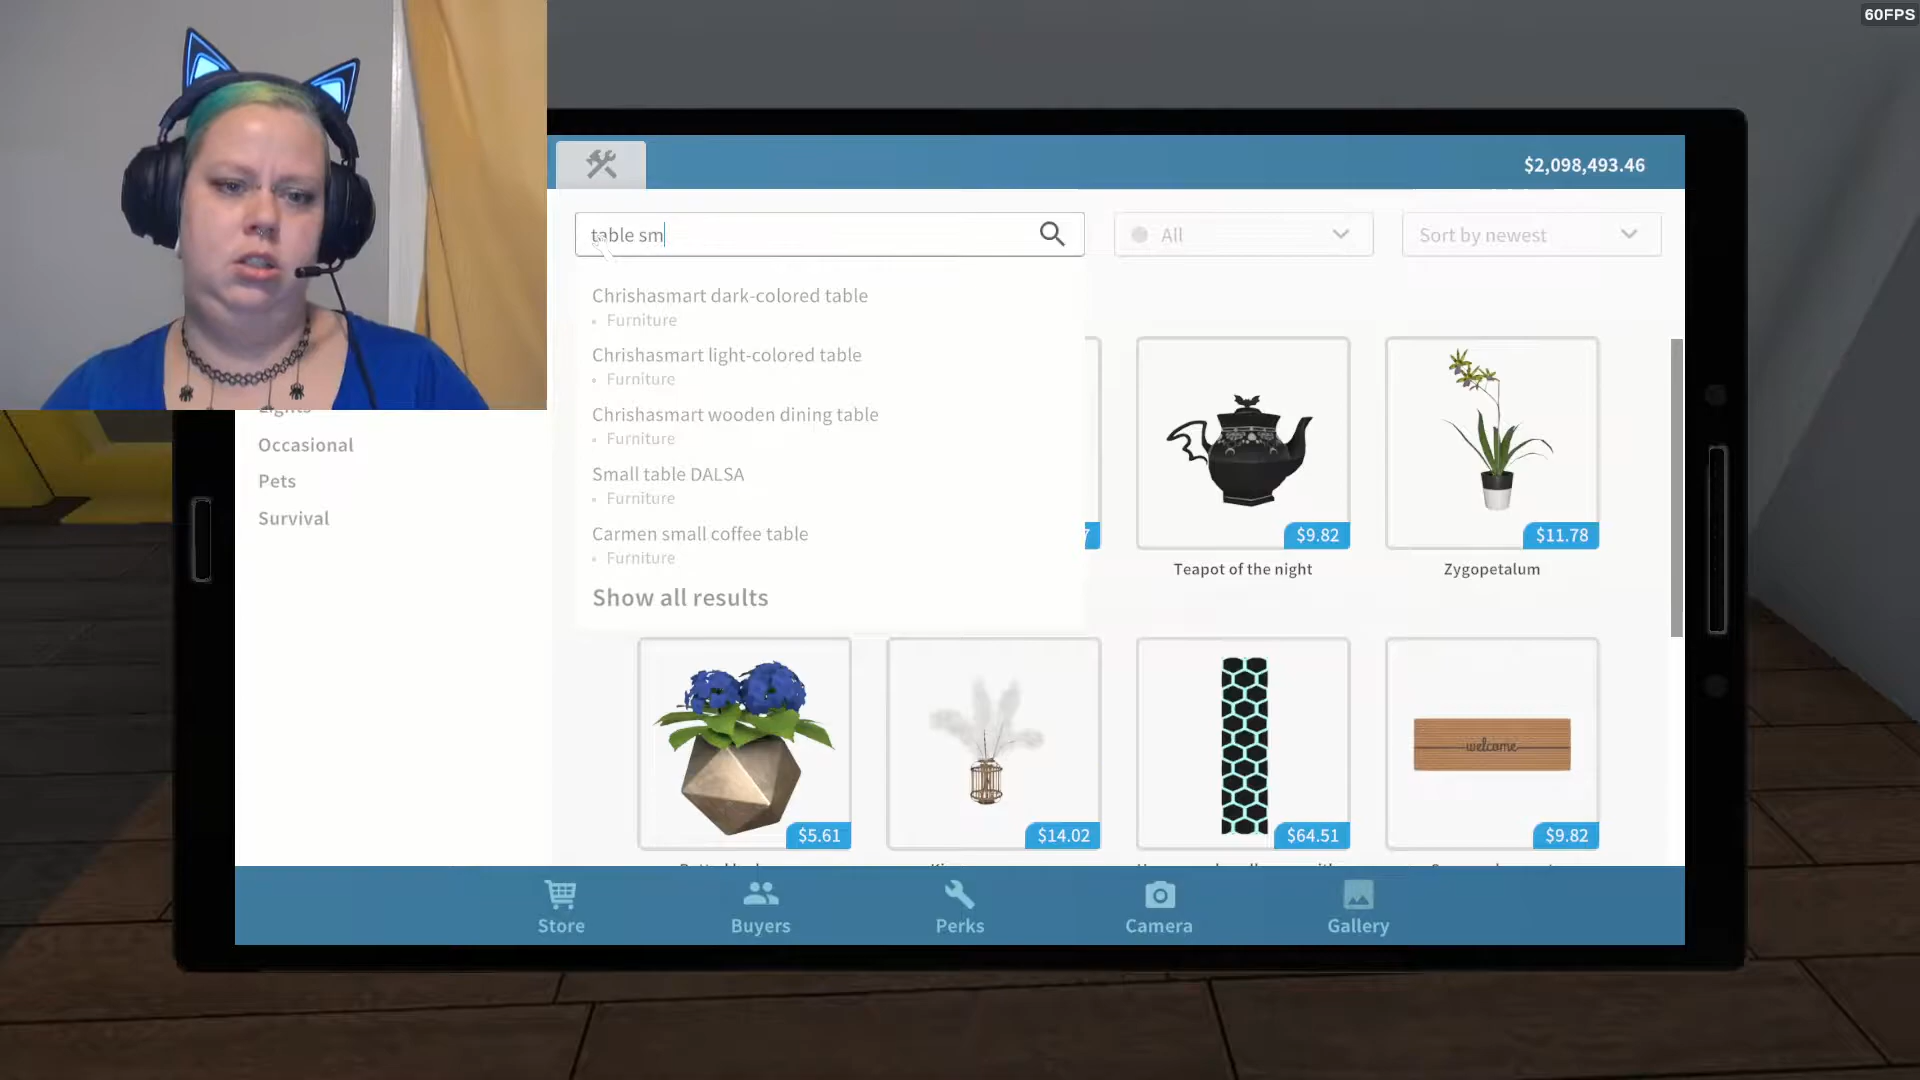 60FPS
$2,098,493.46
table sm
All
Sort by newest
Chrishasmart dark-colored table
Furniture
Chrishasmart light-colored table
Furniture
Chrishasmart wooden dining table
Furniture
Small table DALSA
Furniture
Carmen small coffee table
Furniture
Show all results
Lights
Occasional
Pets
Survival
7
$9.82
$11.78
Teapot of the night
Zygopetalum
welcome
$5.61
$14.02
$64.51
$9.82
Store
Buyers
Perks
Camera
Gallery